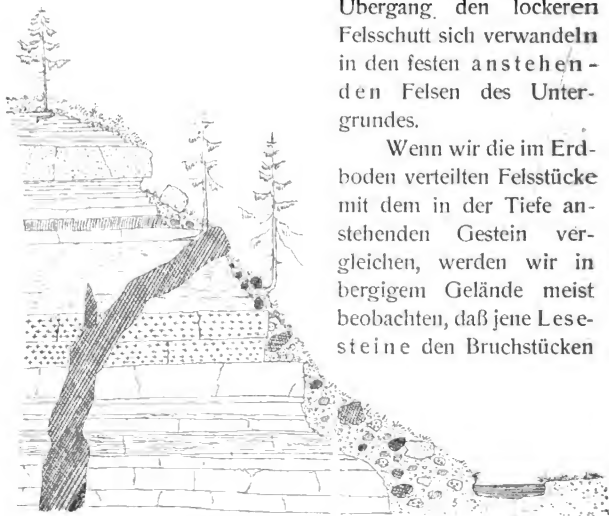 Übergang den lockeren
Felsschutt sich verwandeln
in den festen anstehen-
den Felsen des Unter-
grundes.
Wenn wir die im Erd-
boden verteilten Felsstücke
mit dem in der Tiefe an-
stehenden Gestein ver-
gleichen, werden wir in
bergigem Gelände meist
beobachten, daß jene Lese-
steine den Bruchstücken